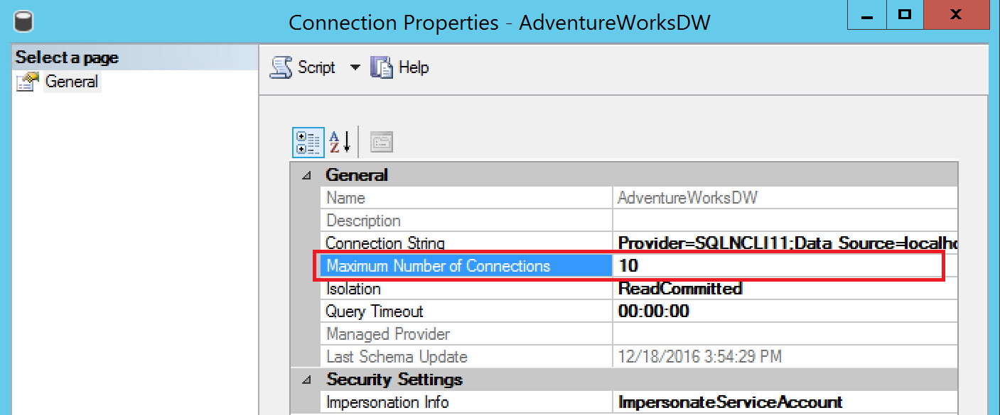 Connection Properties - AdventureWorksDW
Select a page
General
Script
Help
General
Name AdventureWorksDW
Description
Connection String Provider=SQLNCLI11;Data Source=localho
Maximum Number of Connections 10
Isolation ReadCommitted
Query Timeout 00:00:00
Managed Provider
Last Schema Update 12/18/2016 3:54:29 PM
Security Settings
Impersonation Info ImpersonateServiceAccount